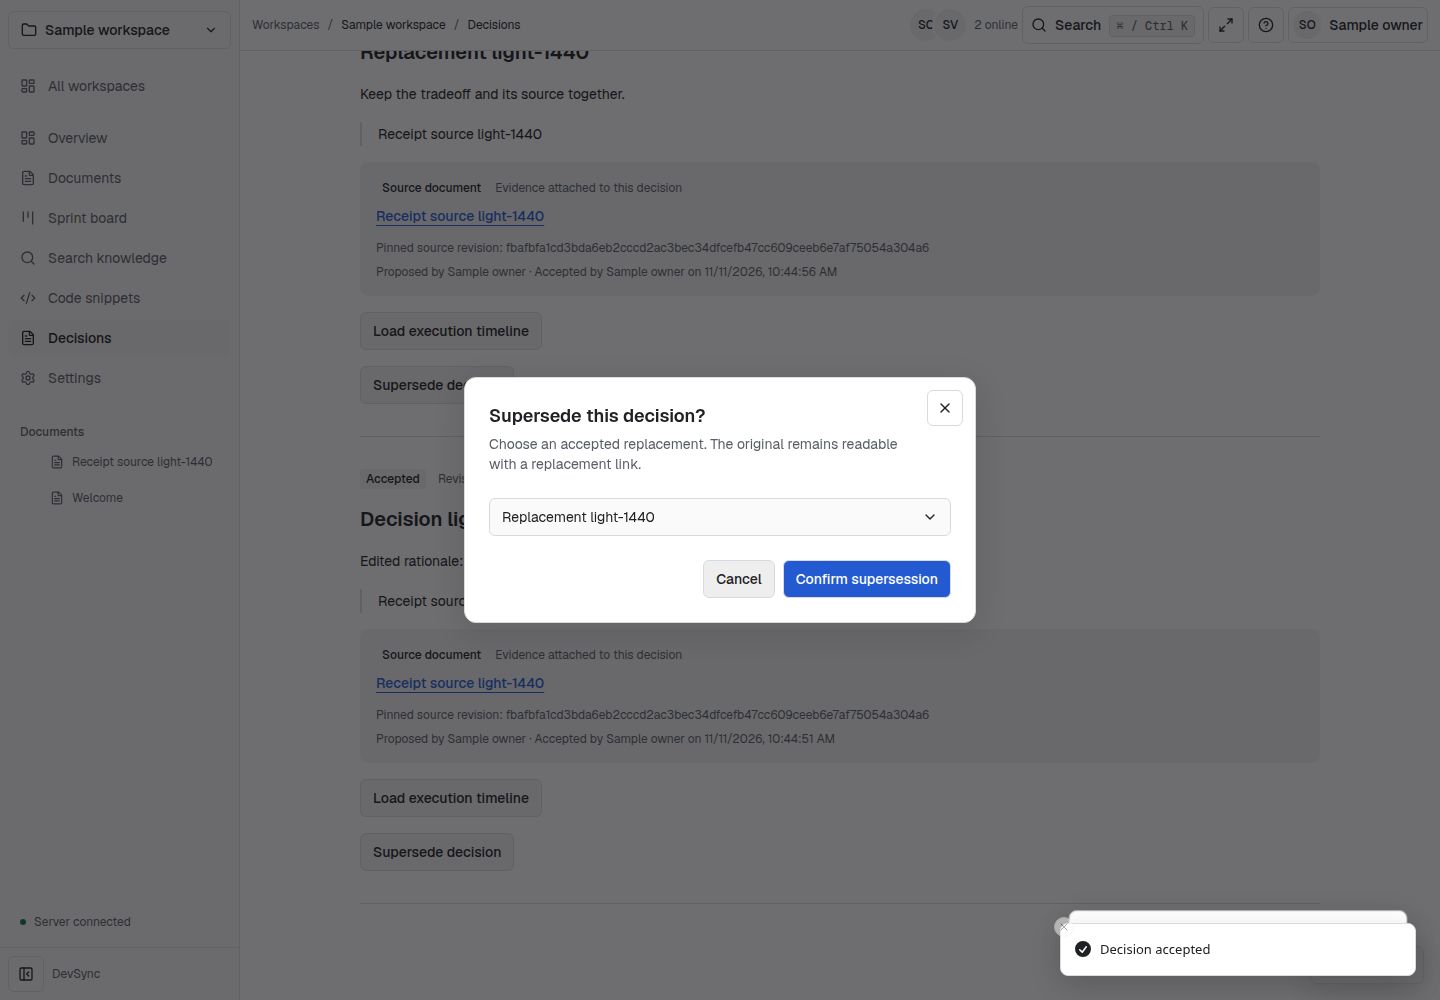 Sample workspace
Workspaces / Sample workspace / Decisions
SV
2 online
Search
⌘ / Ctrl K
SO
Sample owner
All workspaces
Overview
Documents
Sprint board
Search knowledge
Code snippets
Decisions
Settings
Documents
Receipt source light-1440
Welcome
Server connected
DevSync
Replacement light-1440
Keep the tradeoff and its source together.
Receipt source light-1440
Source document Evidence attached to this decision
Receipt source light-1440
Pinned source revision: fbafbfa1cd3bda6eb2cccd2ac3bec34dfcefb47cc609ceeb6e7af75054a304a6
Proposed by Sample owner · Accepted by Sample owner on 11/11/2026, 10:44:56 AM
Load execution timeline
Supersede de
Supersede this decision?
Choose an accepted replacement. The original remains readable
with a replacement link.
Replacement light-1440
Cancel
Confirm supersession
Accepted Revis
Decision lig
Edited rationale:
Receipt sourc
Source document Evidence attached to this decision
Receipt source light-1440
Pinned source revision: fbafbfa1cd3bda6eb2cccd2ac3bec34dfcefb47cc609ceeb6e7af75054a304a6
Proposed by Sample owner · Accepted by Sample owner on 11/11/2026, 10:44:51 AM
Load execution timeline
Supersede decision
Decision accepted